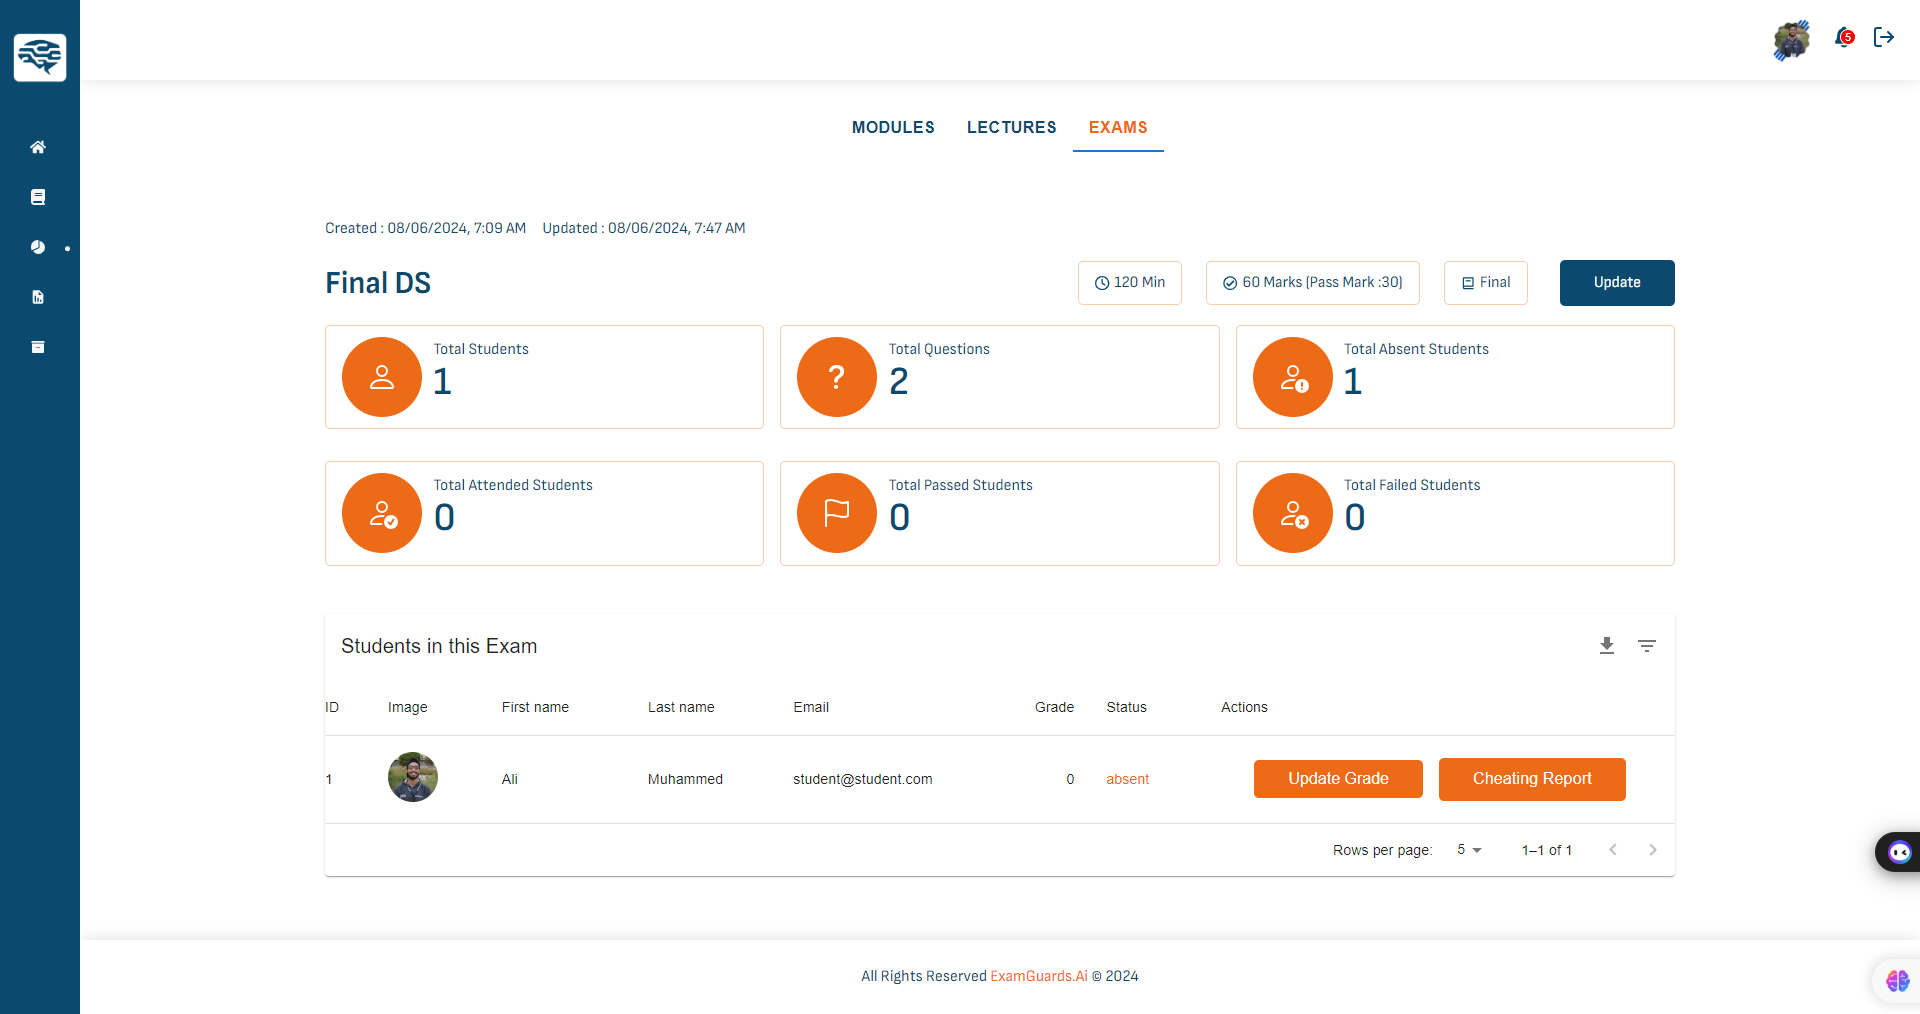 5
MODULES LECTURES EXAMS
Created : 08/06/2024, 7:09 AM Updated : 08/06/2024, 7:47 AM
Final DS 120 Min 60 Marks (Pass Mark :30) Final Update
Total Students Total Questions Total Absent Students
1 2 1
Total Attended Students Total Passed Students Total Failed Students
0 0 0
Students in this Exam
ID Image First name Last name Email Grade Status Actions
1 Ali Muhammed student@student.com 0 absent Update Grade Cheating Report
Rows per page: 5 1–1 of 1
All Rights Reserved ExamGuards.Ai © 2024